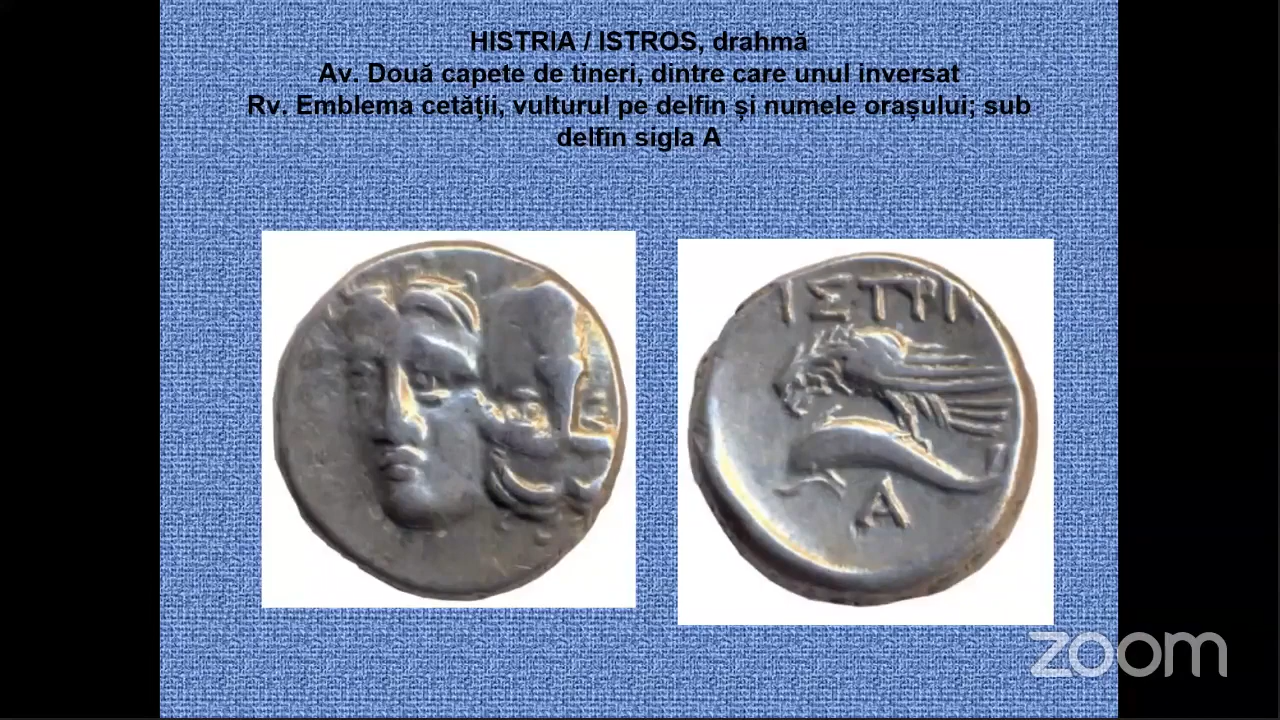 HISTRIA / ISTROS, drahmă
Av. Două capete de tineri, dintre care unul inversat
Rv. Emblema cetății, vulturul pe delfin și numele orașului; sub
delfin sigla A
ΙΣΤΡΙ
Α
zoom